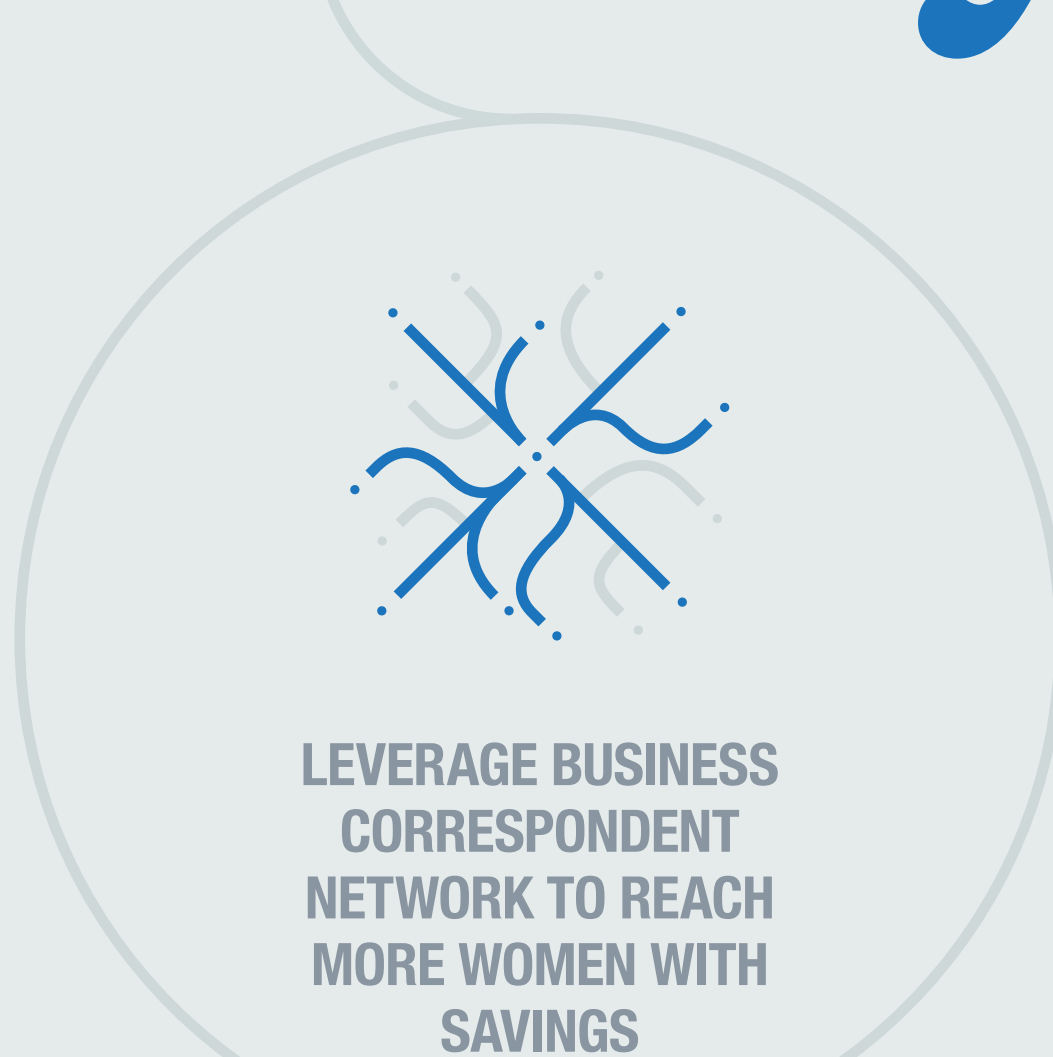 LEVERAGE BUSINESS
CORRESPONDENT
NETWORK TO REACH
MORE WOMEN WITH
SAVINGS